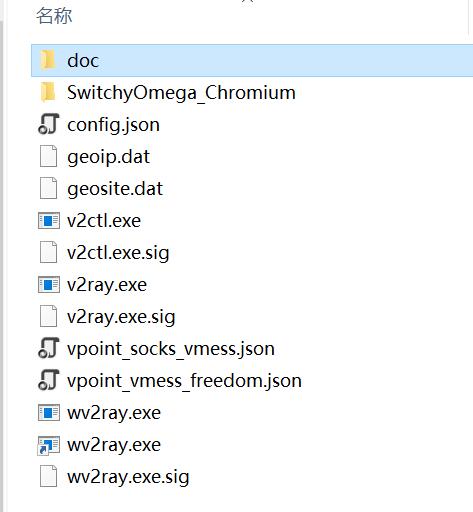 名称
doc
SwitchyOmega_Chromium
config.json
geoip.dat
geosite.dat
v2ctl.exe
v2ctl.exe.sig
v2ray.exe
v2ray.exe.sig
vpoint_socks_vmess.json
vpoint_vmess_freedom.json
wv2ray.exe
wv2ray.exe
wv2ray.exe.sig